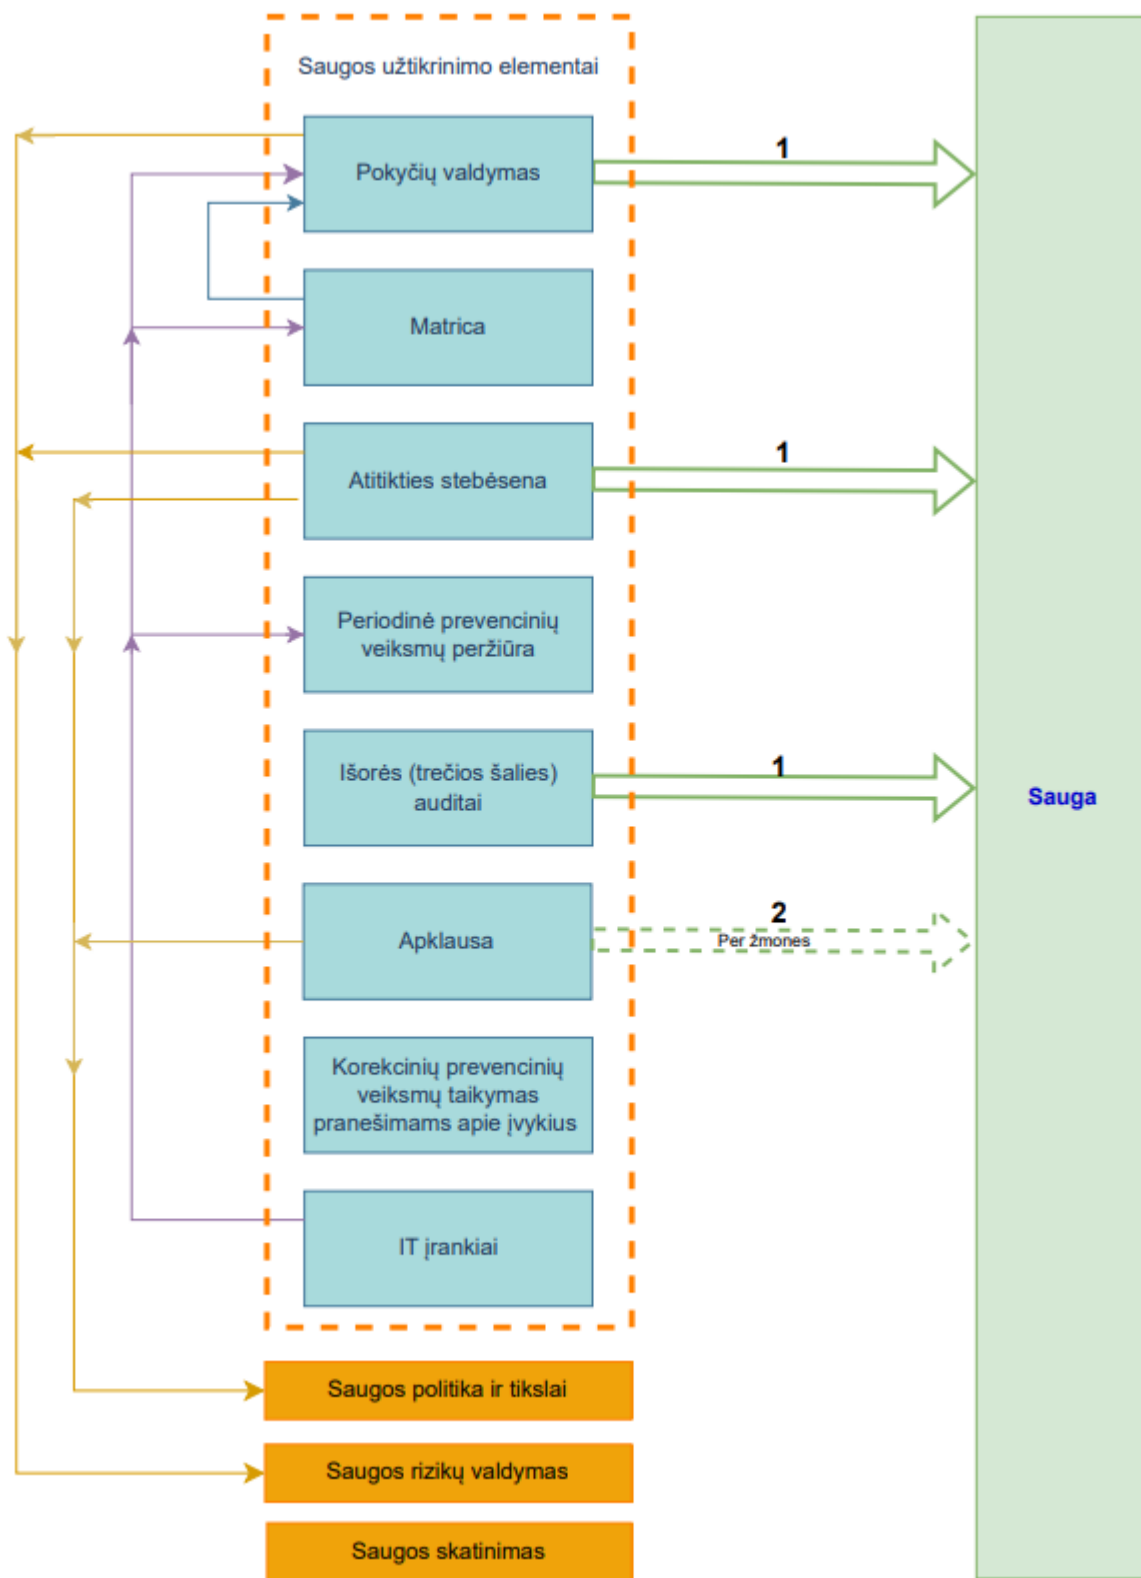 Saugos užtikrinimo elementai
Pokyčių valdymas
1
Matrica
Atitikties stebėsena
1
Periodinė prevencinių
veiksmų peržiūra
Išorės (trečios šalies)
auditai
1
Sauga
Apklausa
2
Per žmones
Korekcinių prevencinių
veiksmų taikymas
pranešimams apie įvykius
IT įrankiai
Saugos politika ir tikslai
Saugos rizikų valdymas
Saugos skatinimas